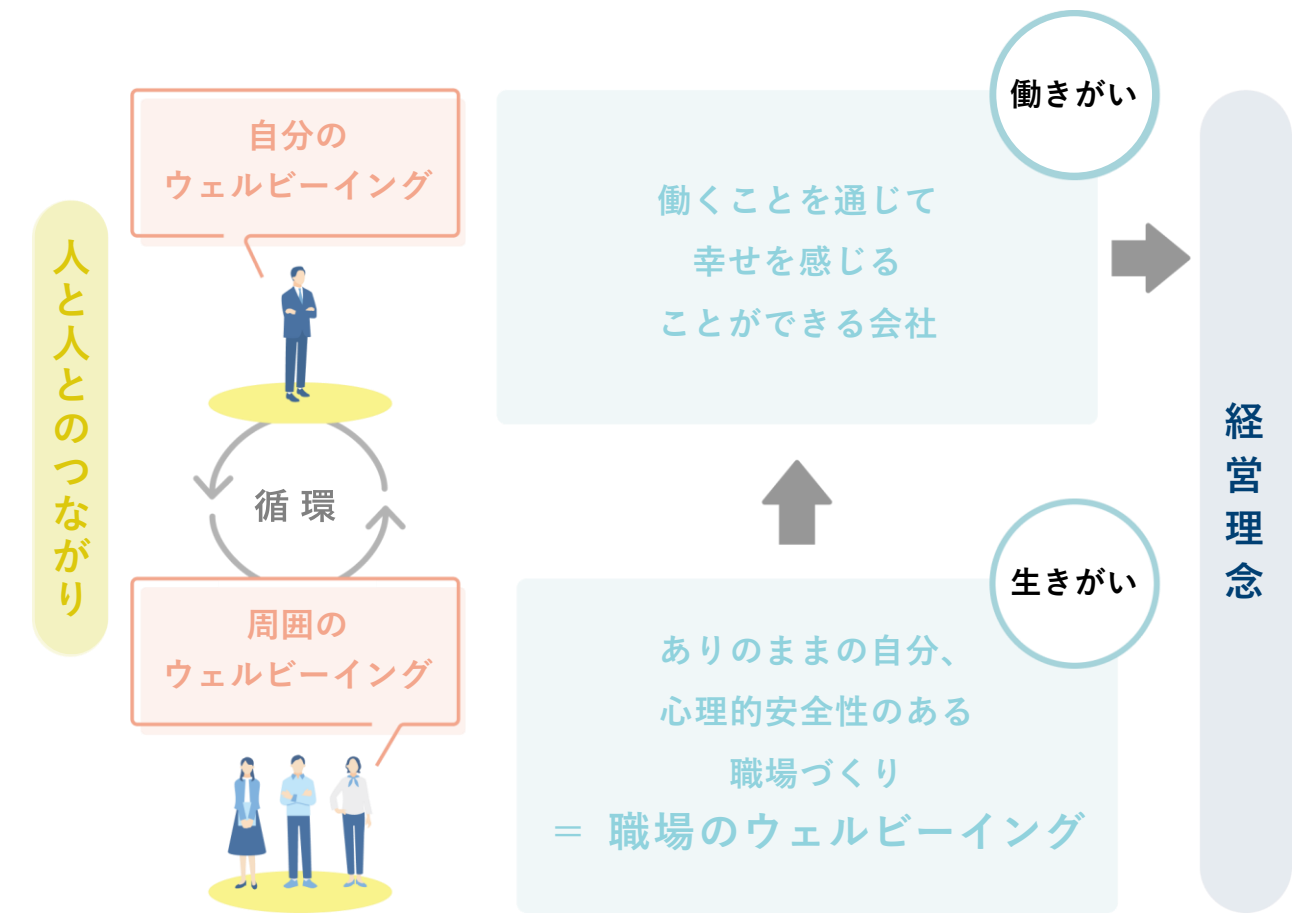 人と人とのつながり
自分の
ウェルビーイング
循環
周囲の
ウェルビーイング
働きがい
働くことを通じて
幸せを感じる
ことができる会社
生きがい
ありのままの自分、
心理的安全性のある
職場づくり
＝ 職場のウェルビーイング
経営理念